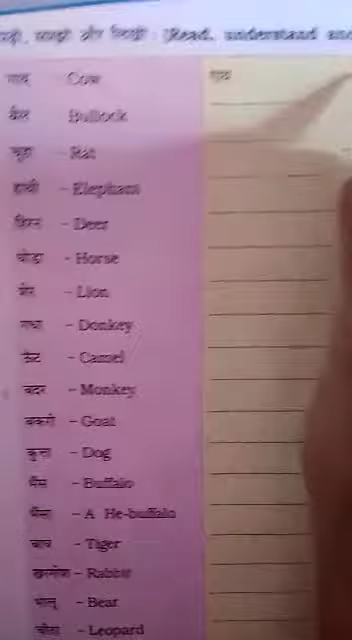 पढ़ो, समझो और लिखो : (Read, understand and
गाय Cow गाय
बैल Bullock
चूहा - Rat
हाथी - Elephant
हिरन - Deer
घोड़ा - Horse
शेर - Lion
गधा - Donkey
ऊँट - Camel
बंदर - Monkey
बकरी - Goat
कुत्ता - Dog
भैंस - Buffalo
भैंसा - A He-buffalo
बाघ - Tiger
खरगोश - Rabbit
भालू - Bear
चीता - Leopard